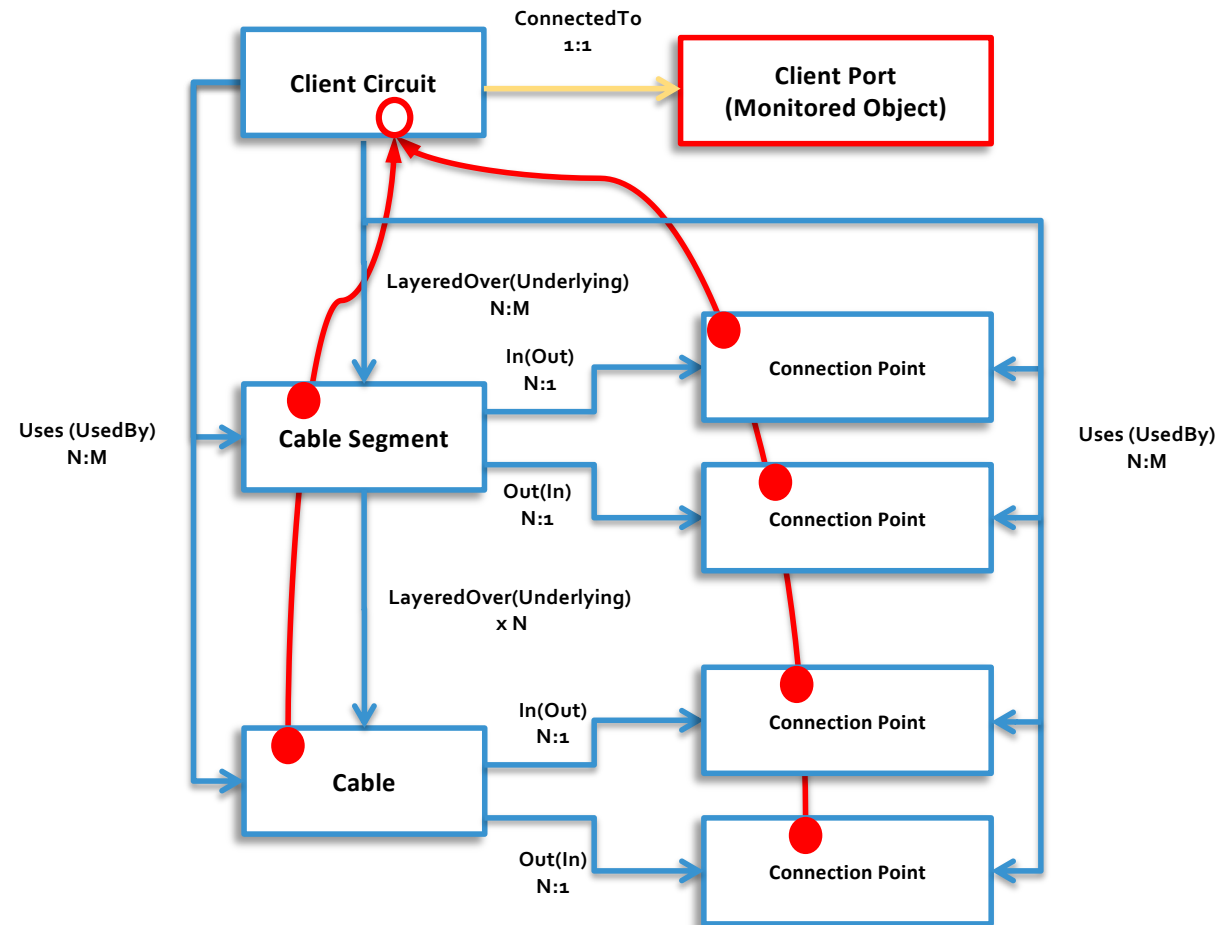 ConnectedTo
1:1
Client Circuit
Client Port
(Monitored Object)
LayeredOver(Underlying)
N:M
In(Out)
N:1
Connection Point
Uses (UsedBy)
N:M
Cable Segment
Uses (UsedBy)
N:M
Out(In)
N:1
Connection Point
LayeredOver(Underlying)
x N
In(Out)
N:1
Connection Point
Cable
Out(In)
N:1
Connection Point